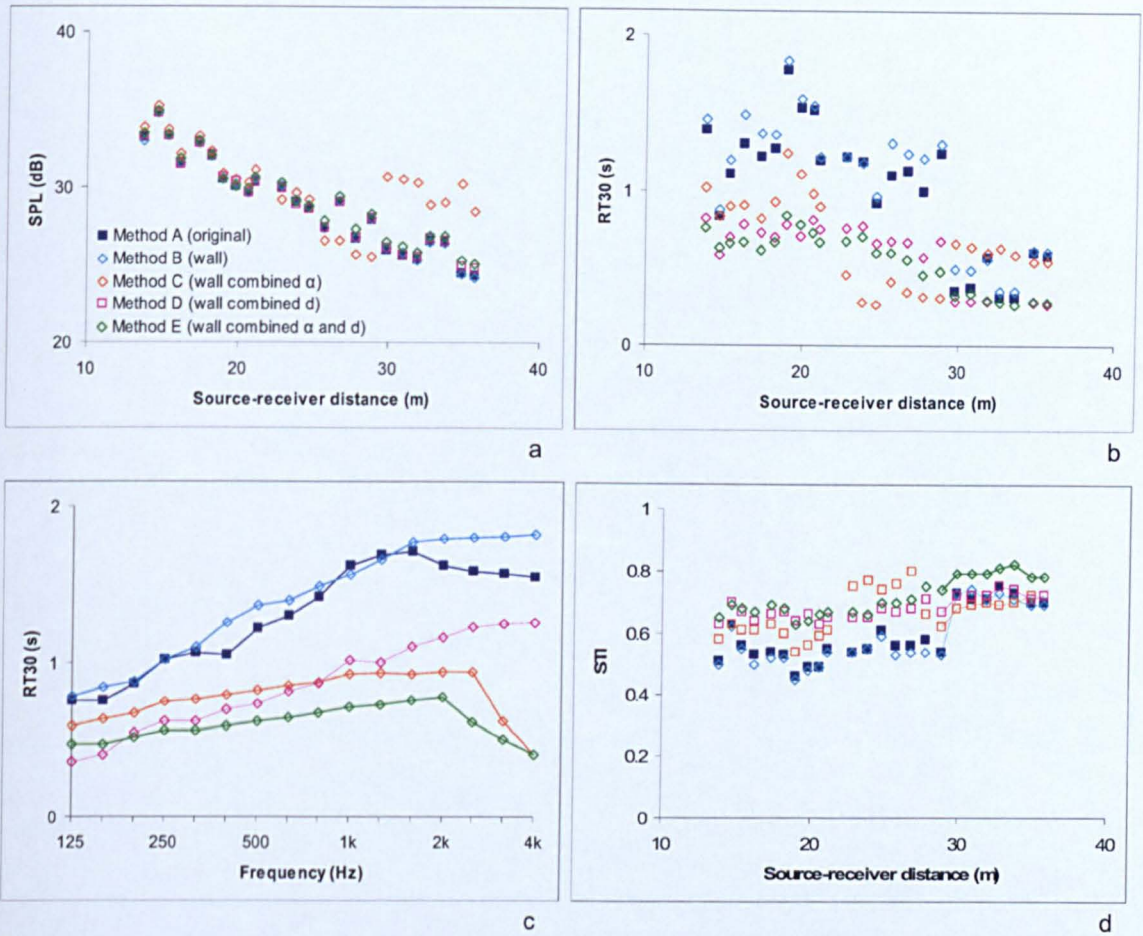 40
30
20
SPL (dB)
Method A (original)
Method B (wall)
Method C (wall combined α)
Method D (wall combined d)
Method E (wall combined α and d)
10
20
30
40
Source-receiver distance (m)
a
2
1
0
RT30 (s)
10
20
30
40
Source-receiver distance (m)
b
2
1
0
RT30 (s)
125
250
500
1k
2k
4k
Frequency (Hz)
c
1
0.8
0.6
0.4
0.2
0
STI
10
20
30
40
Source-receiver distance (m)
d